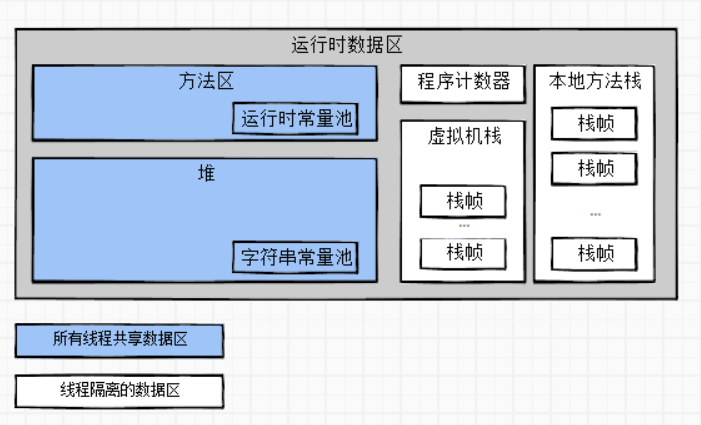 运行时数据区
方法区
运行时常量池
堆
字符串常量池
程序计数器
虚拟机栈
栈帧
...
栈帧
本地方法栈
栈帧
栈帧
...
栈帧
所有线程共享数据区
线程隔离的数据区